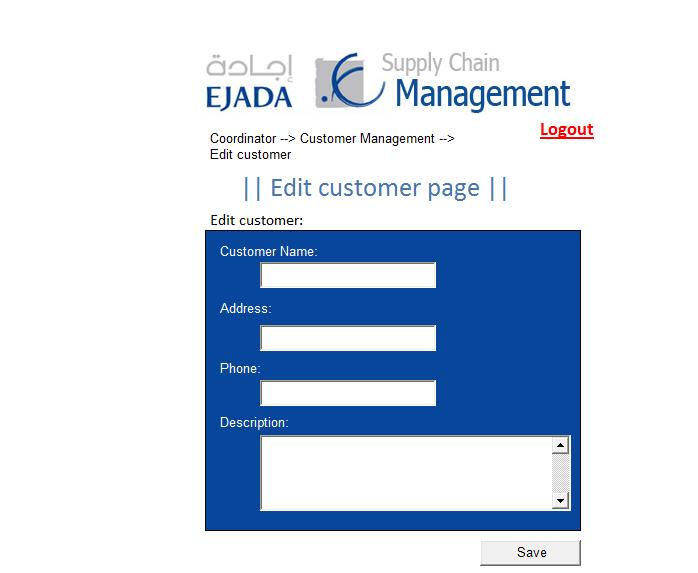 إجادة
EJADA
Supply Chain
Management
Logout
Coordinator --> Customer Management -->
Edit customer
|| Edit customer page ||
Edit customer:
Customer Name:
Address:
Phone:
Description:
Save